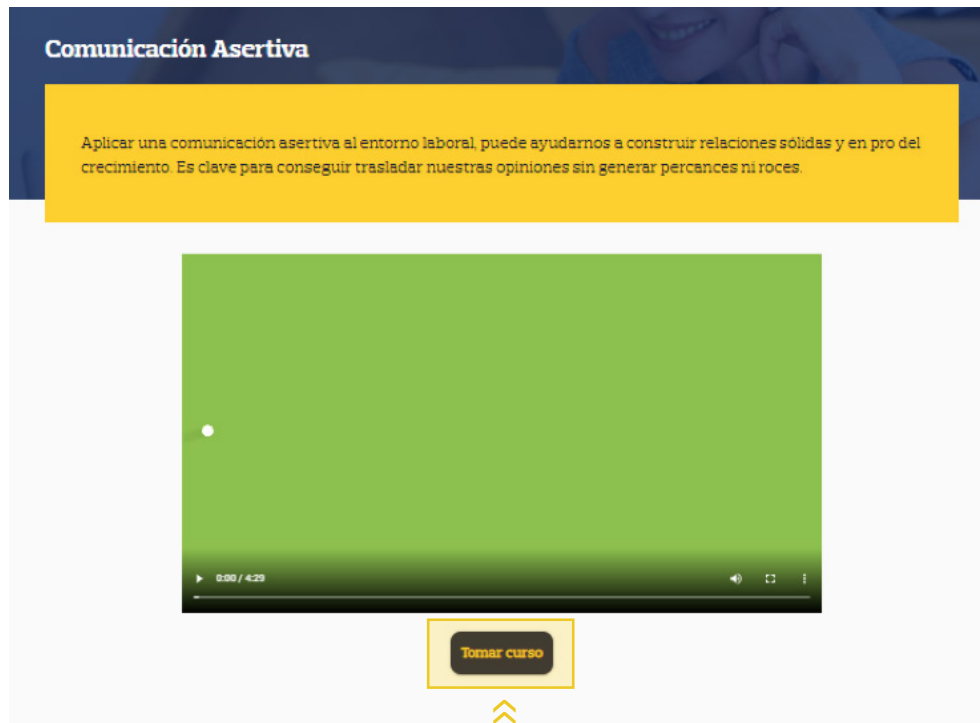 Comunicación Asertiva
Aplicar una comunicación asertiva al entorno laboral, puede ayudarnos a construir relaciones sólidas y en pro del
crecimiento. Es clave para conseguir trasladar nuestras opiniones sin generar percances ni roces.
0:00 / 4:29
Tomar curso